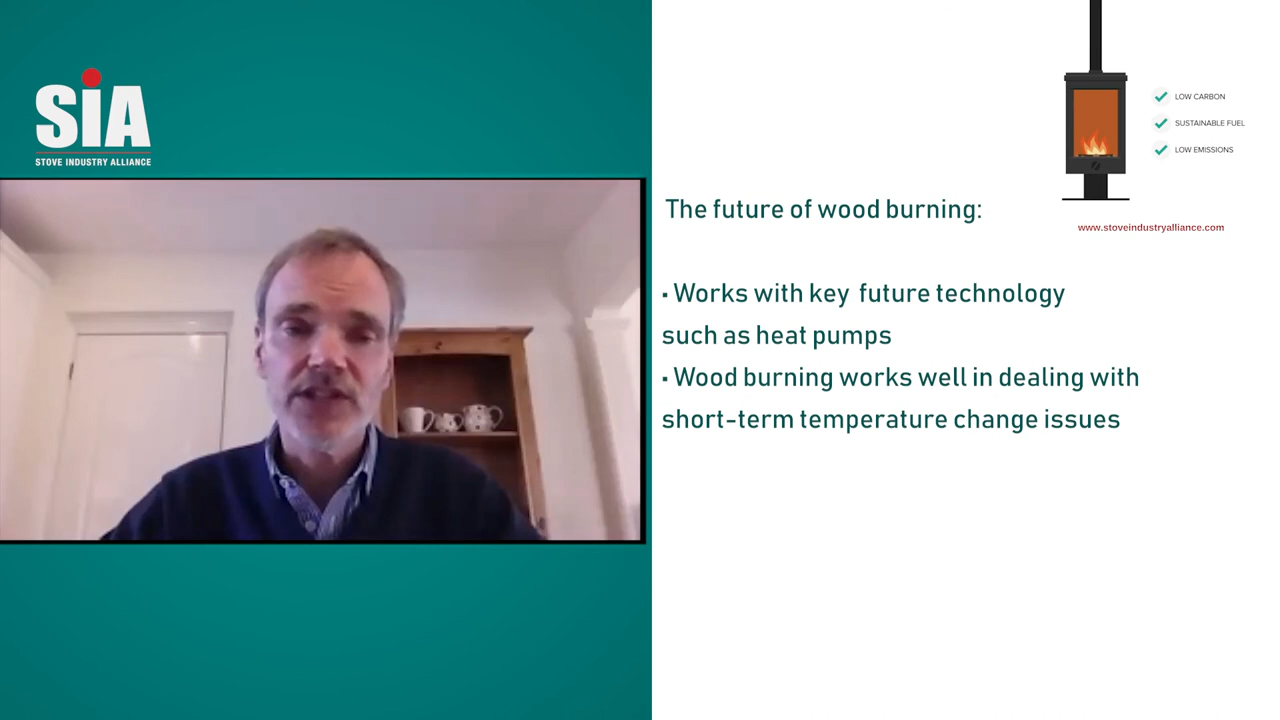 SiA
STOVE INDUSTRY ALLIANCE
LOW CARBON
SUSTAINABLE FUEL
LOW EMISSIONS
www.stoveindustryalliance.com
The future of wood burning:
▪ Works with key future technology
such as heat pumps
▪ Wood burning works well in dealing with
short-term temperature change issues